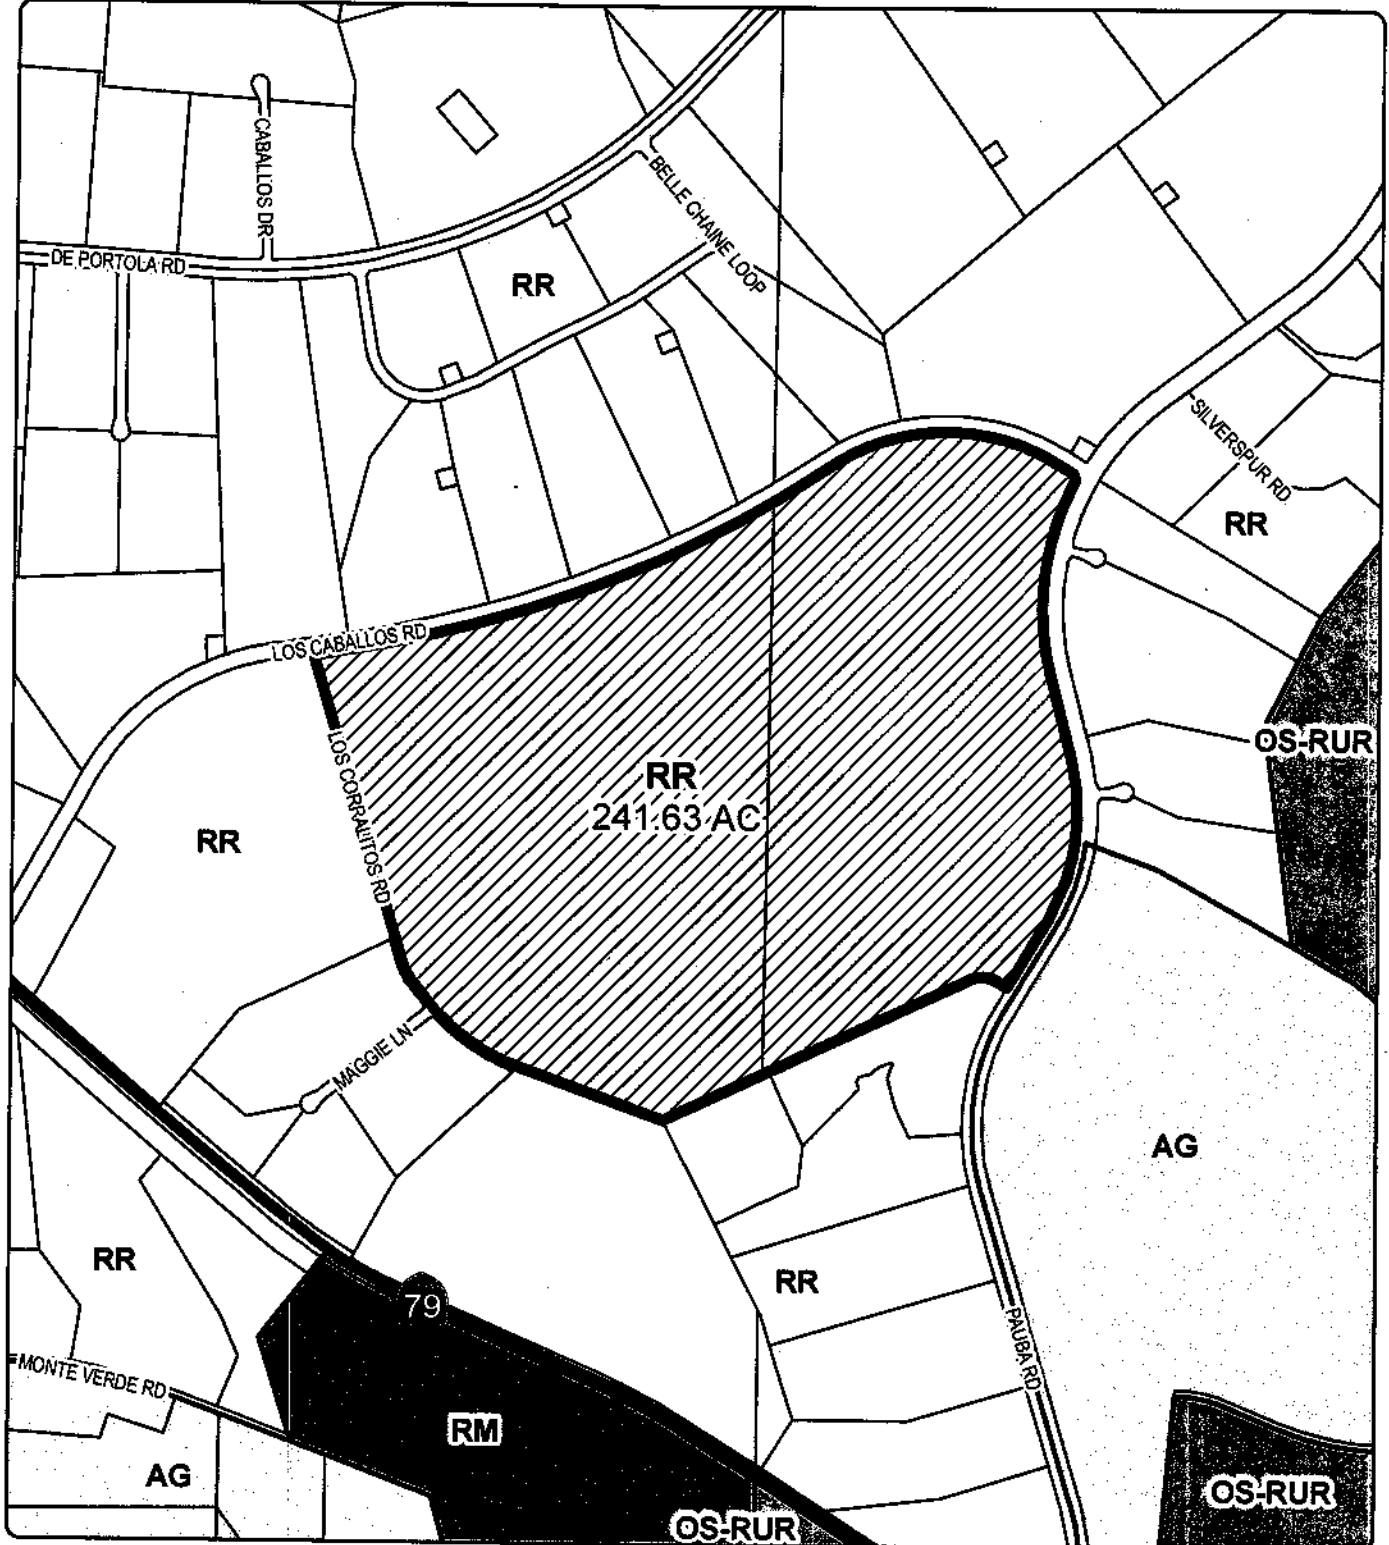 CABALLOS DR
BELLE CHAINE LOOP
DE PORTOLA RD
RR
SILVERSPUR RD
RR
LOS CABALLOS RD
OS-RUR
LOS CORRALITOS RD
RR
241.63 AC
RR
MAGGIE LN
AG
RR
RR
79
PAUBA RD
MONTE VERDE RD
RM
AG
OS-RUR
OS-RUR